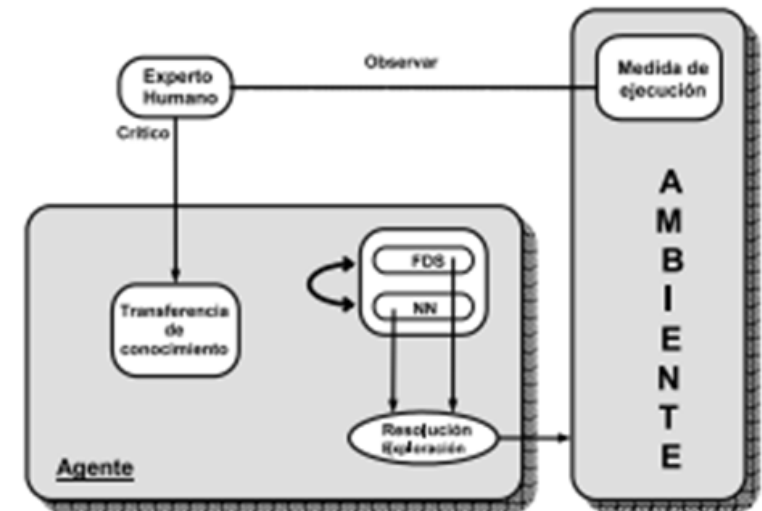 Observar
Experto
Humano
Medida de
ejecución
Crítico
A
M
B
I
E
N
T
E
FDS
NN
Transferencia
de
conocimiento
Resolución
Exploración
Agente